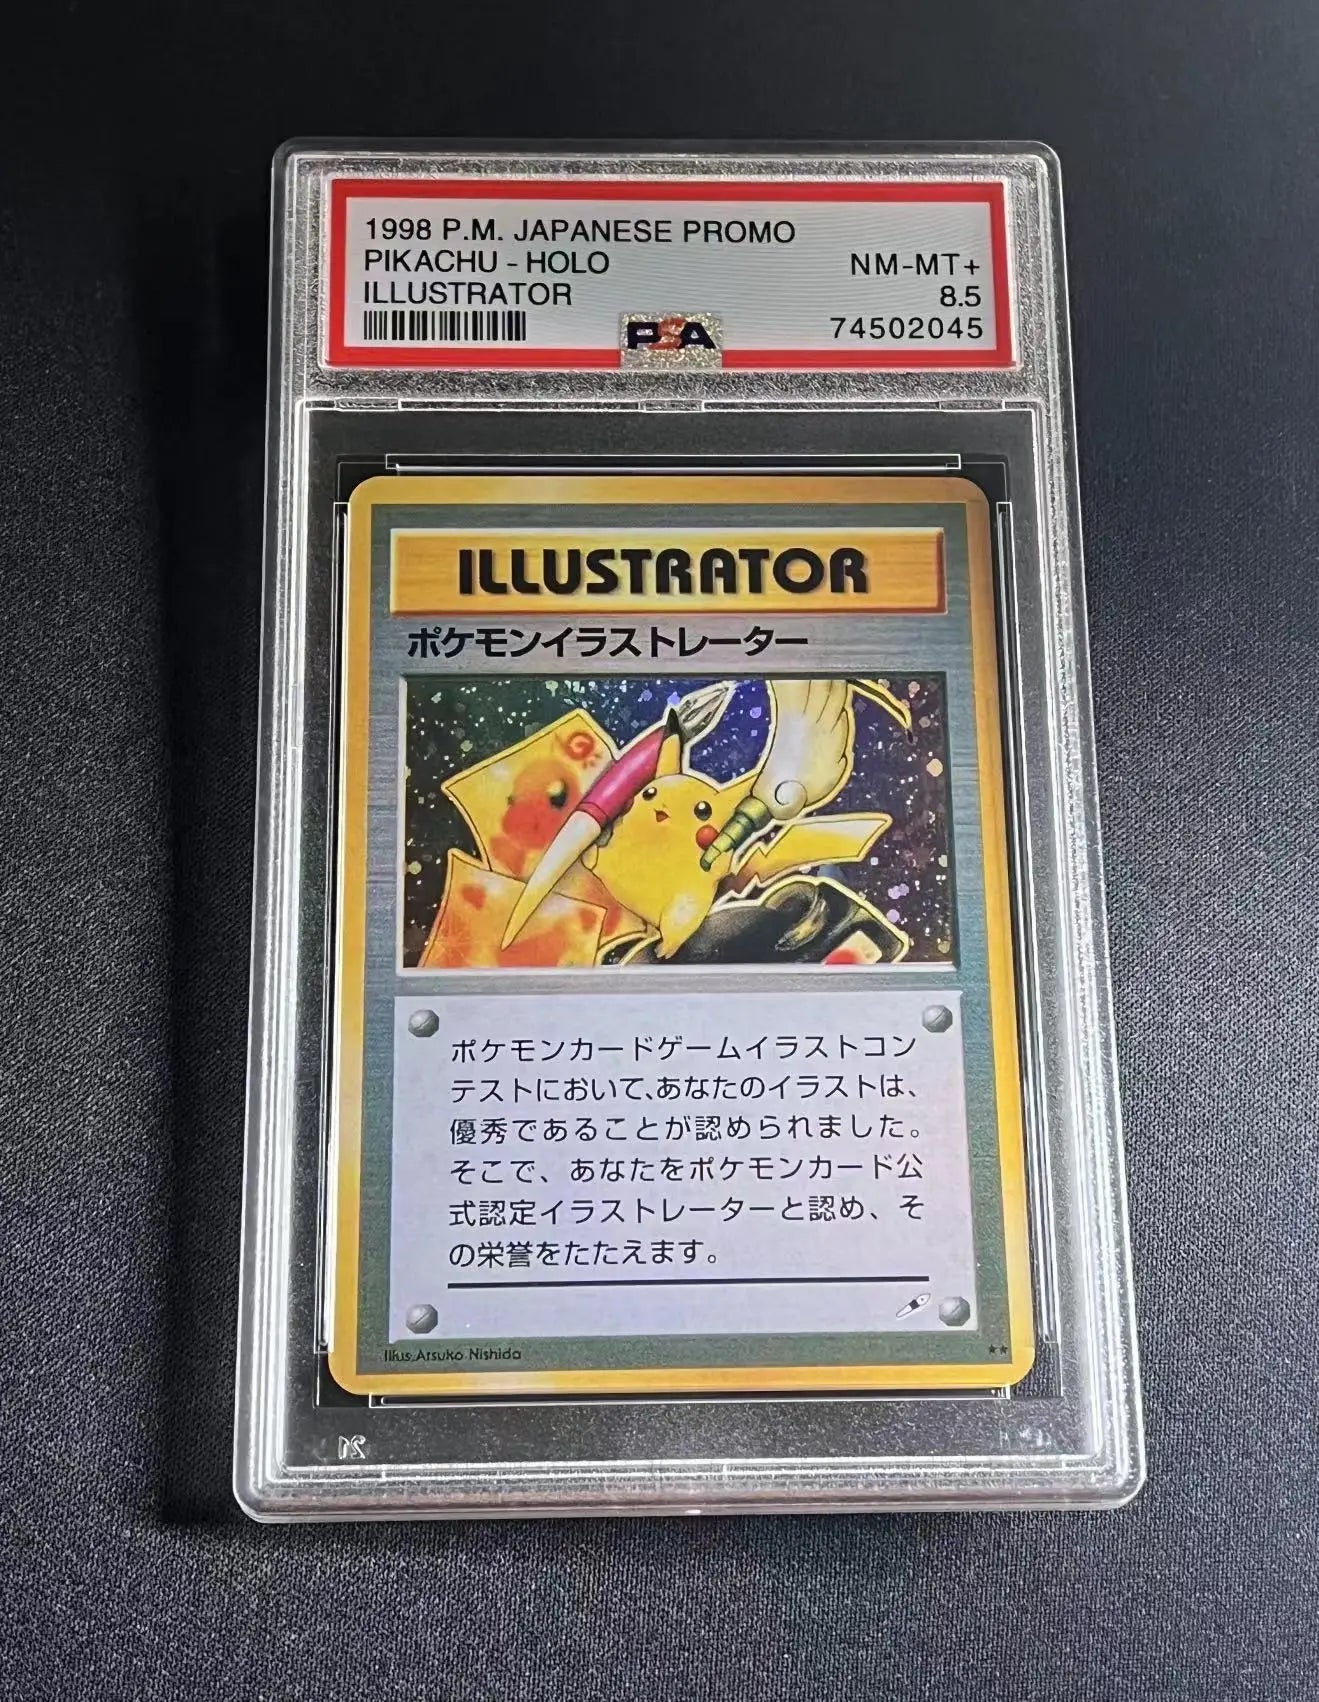 1998 P.M. JAPANESE PROMO
PIKACHU - HOLO
NM-MT+
ILLUSTRATOR
8.5
PSA
74502045
ILLUSTRATOR
ポケモンイラストレーター
ポケモンカードゲームイラストコン
テストにおいて、あなたのイラストは、
優秀であることが認められました。
そこで、あなたをポケモンカード公
式認定イラストレーターと認め、そ
の栄誉をたたえます。
Illus. Atsuko Nishida
★★
21